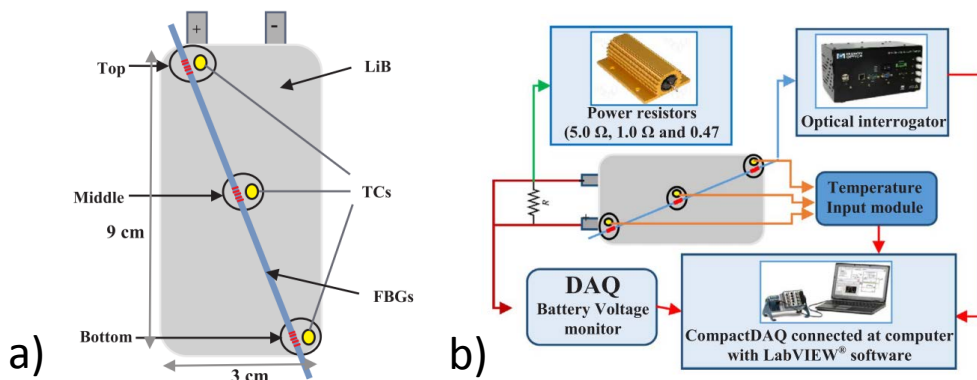 +
-
Top
LiB
Middle
TCs
9 cm
FBGs
Bottom
3 cm
a)
Power resistors
(5.0 Ω, 1.0 Ω and 0.47
Optical interrogator
R
+
Temperature
Input module
DAQ
Battery Voltage
monitor
CompactDAQ connected at computer
with LabVIEW® software
b)